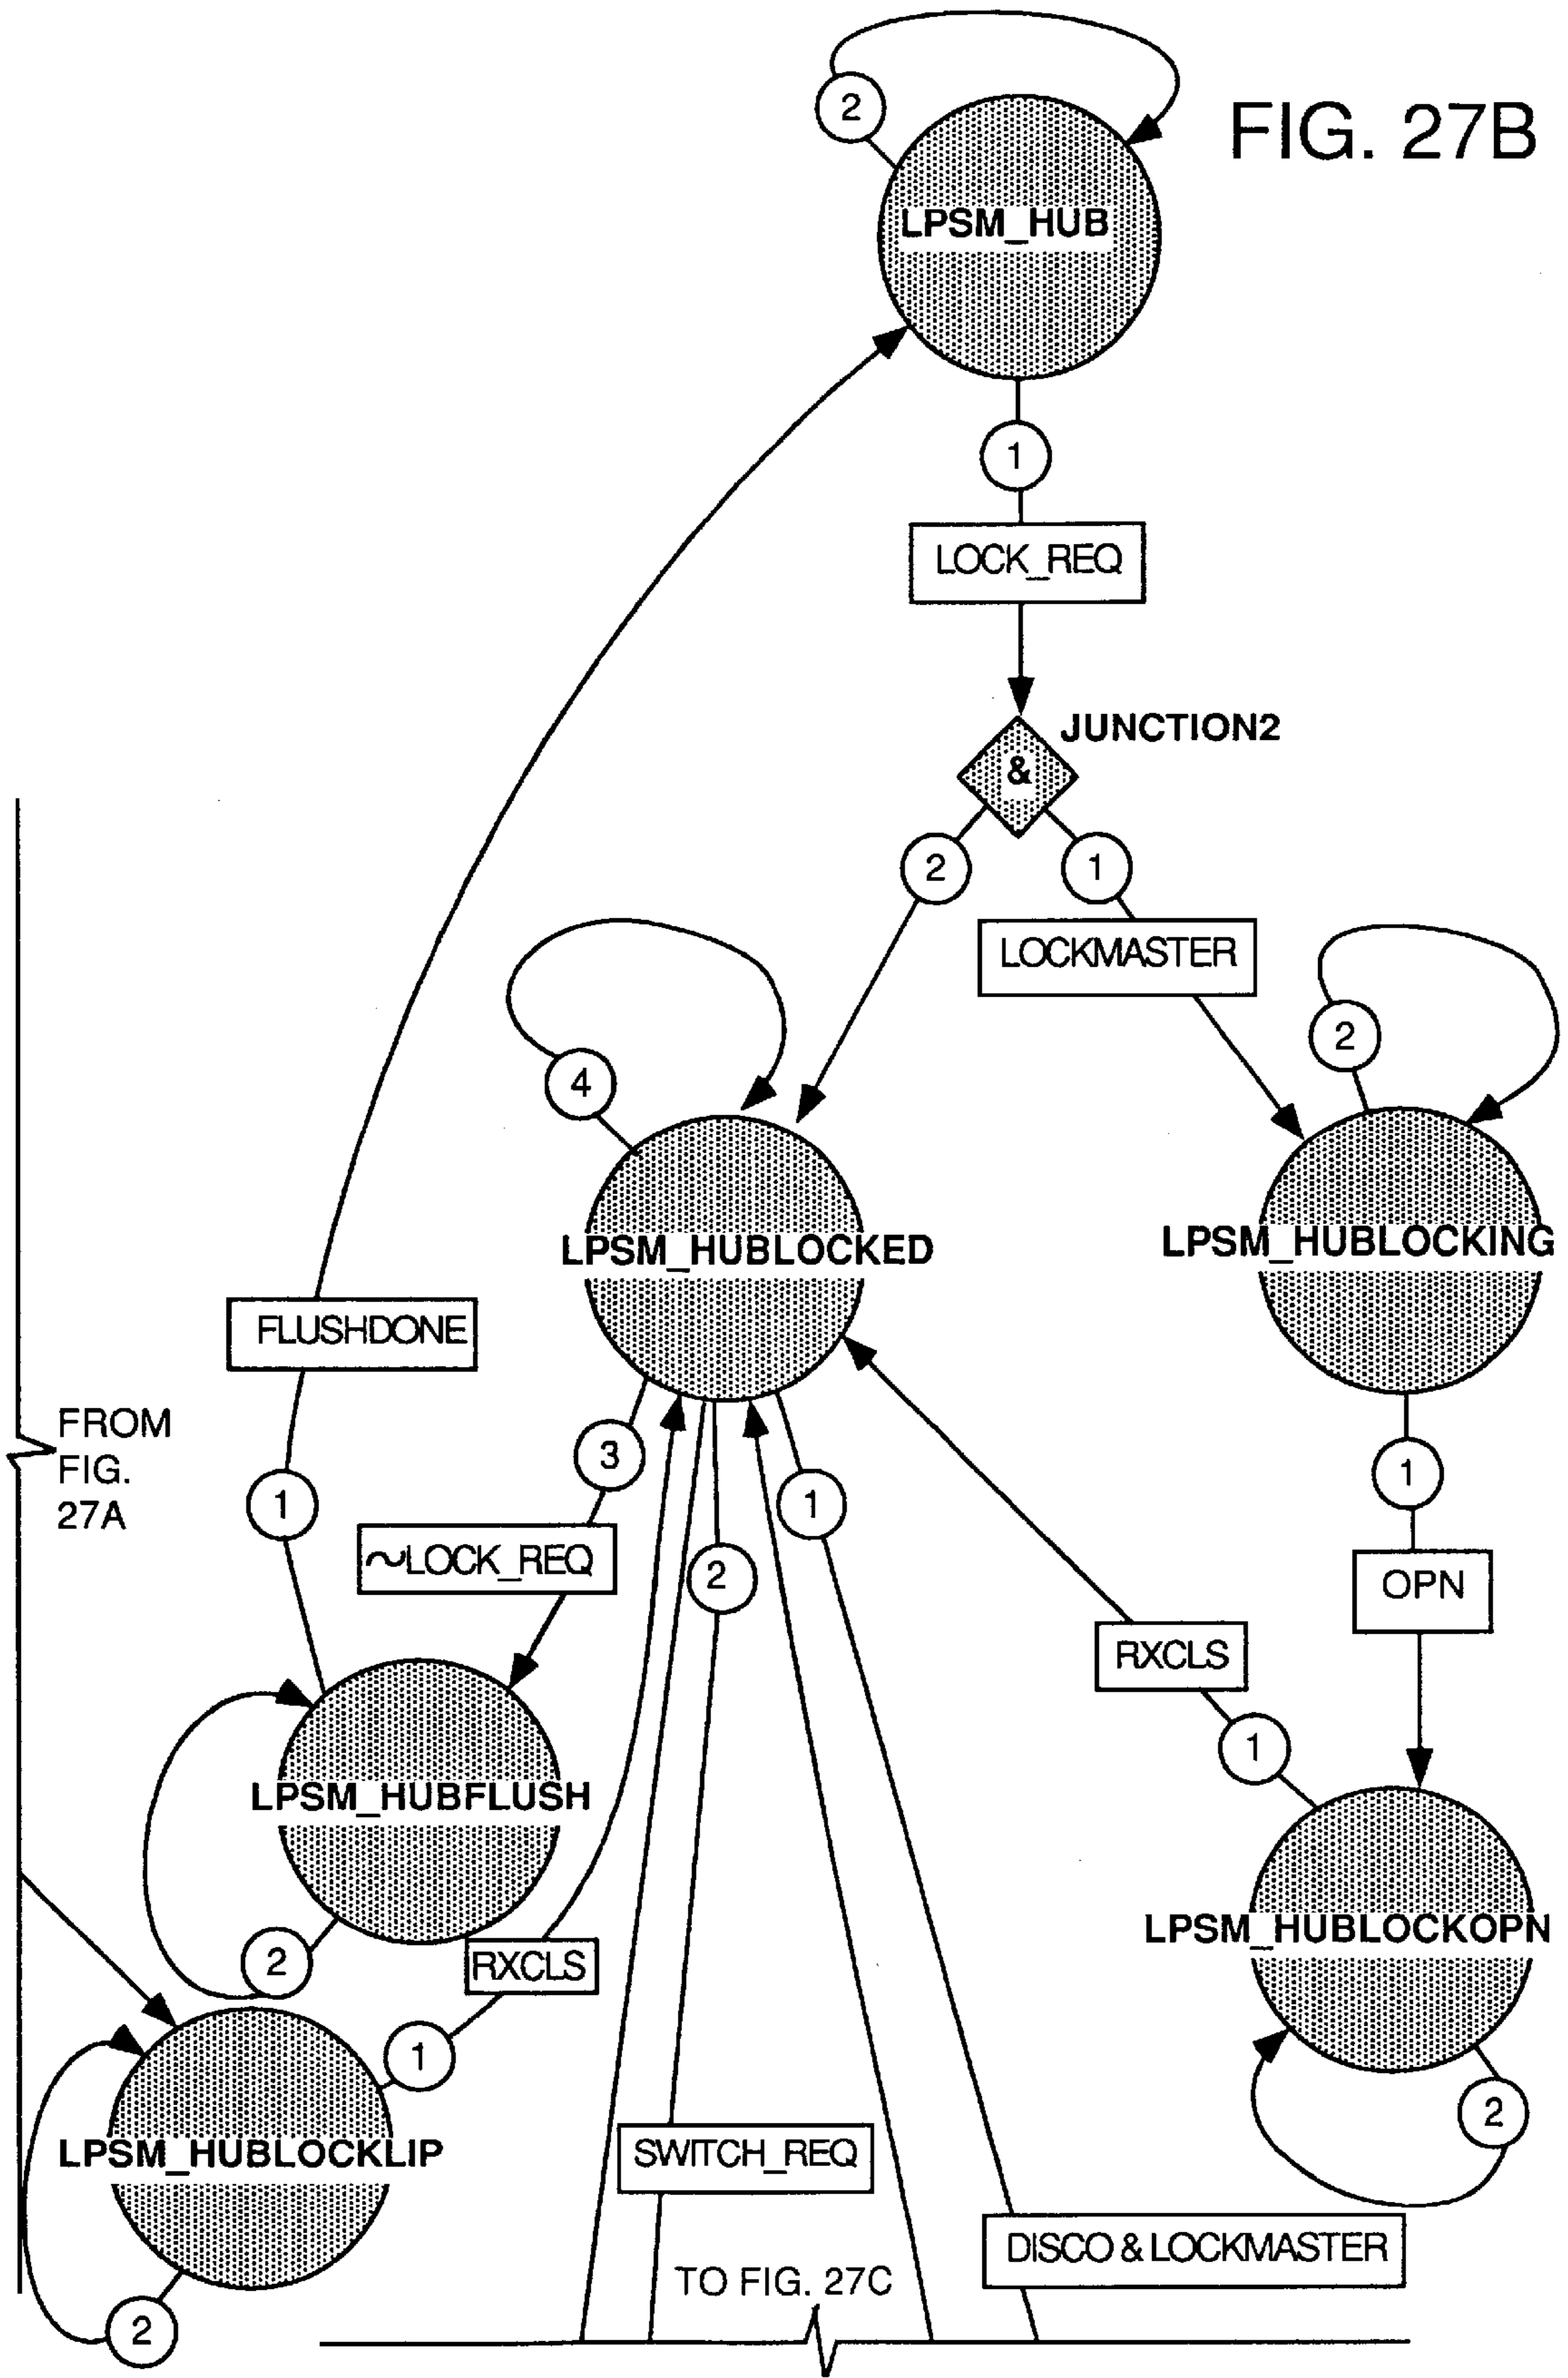 2
FIG. 27B
LPSM_HUB
1
LOCK_REQ
JUNCTION2
&
2
1
LOCKMASTER
2
4
LPSM_HUBLOCKED
LPSM_HUBLOCKING
FLUSHDONE
FROM
FIG.
27A
3
1
1
1
2
~LOCK_REQ
OPN
RXCLS
1
LPSM_HUBFLUSH
LPSM_HUBLOCKOPN
2
RXCLS
1
2
LPSM_HUBLOCKLIP
SWITCH_REQ
DISCO & LOCKMASTER
TO FIG. 27C
2